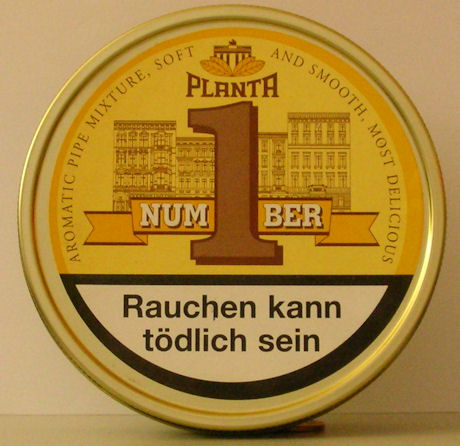 AROMATIC PIPE MIXTURE, SOFT AND SMOOTH, MOST DELICIOUS
PLANTA
1
NUM BER
Rauchen kann
tödlich sein